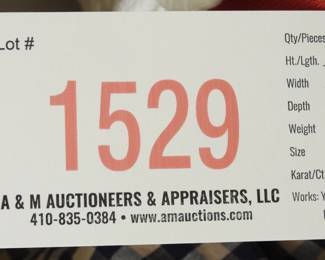 Lot #
1529
A & M AUCTIONEERS & APPRAISERS, LLC
410-835-0384 • www.amauctions.com
Qty/Pieces
Ht./Lgth.
Width
Depth
Weight
Size
Karat/Ct
Works: Y